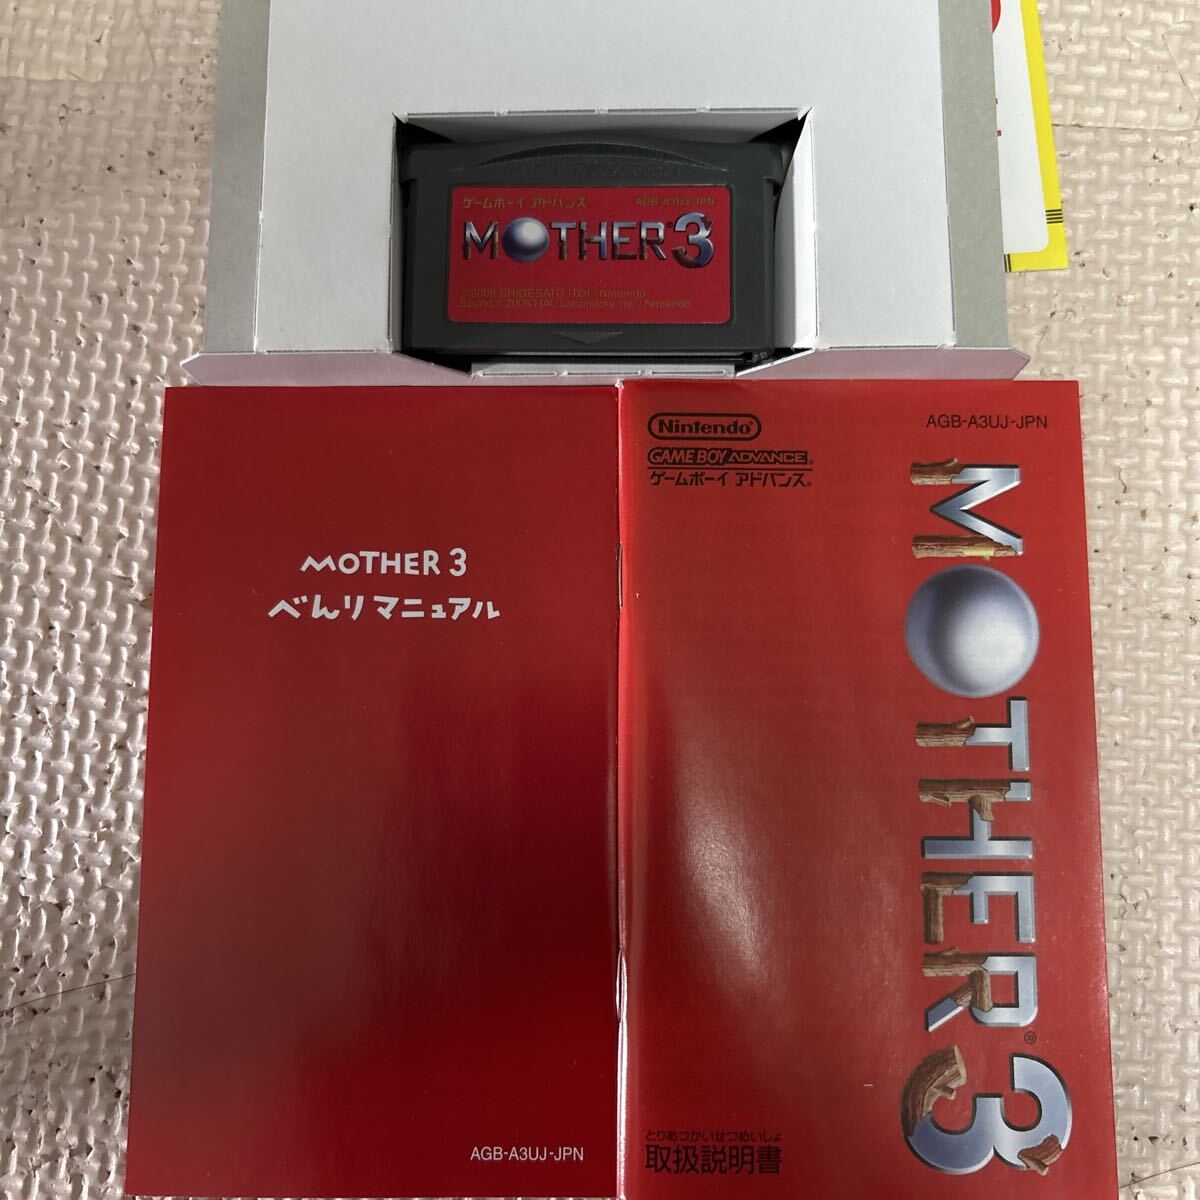 ゲームボーイ アドバンス
AGB-A3UJ-JPN
MOTHER 3
©2006 SHIGESATO ITOI / Nintendo
Sound:©2006 HAL Laboratory, Inc. / Nintendo
MOTHER 3
べんり マニュアル
AGB-A3UJ-JPN
Nintendo®
GAME BOY ADVANCE®
ゲームボーイ アドバンス®
AGB-A3UJ-JPN
MOTHER® 3
とりあつかいせつめいしょ
取扱説明書